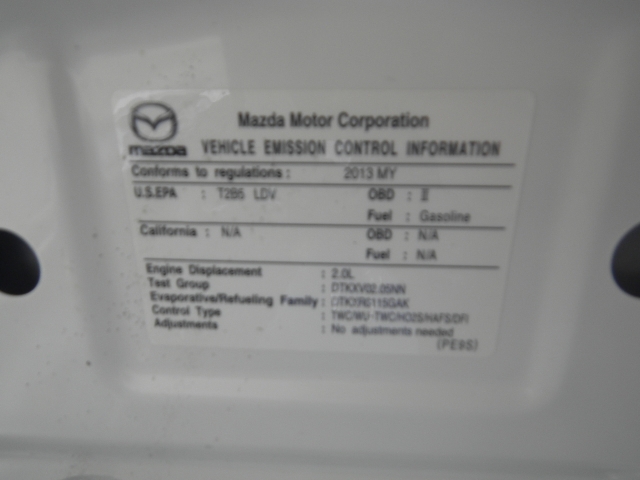 Mazda Motor Corporation
mazda VEHICLE EMISSION CONTROL INFORMATION
Conforms to regulations : 2013 MY
U.S.EPA : T2B5 LDV OBD : II
Fuel : Gasoline
California : N/A OBD : N/A
Fuel : N/A
Engine Displacement : 2.0L
Test Group : DTKXV02.05NN
Evaporative/Refueling Family :
Control Type : TWC/WU-TWC/HO2S/HAFS/DFI
Adjustments : No adjustments needed
(PE9S)